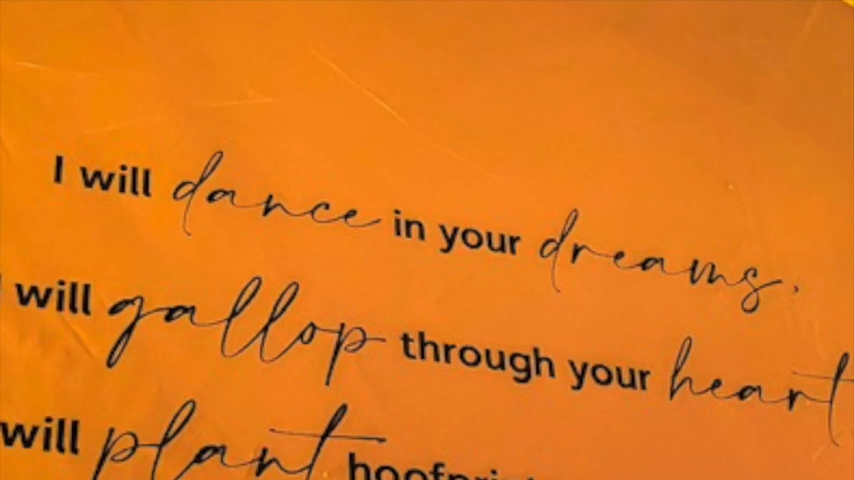 I will dance in your dreams.
will gallop through your heart
will plant